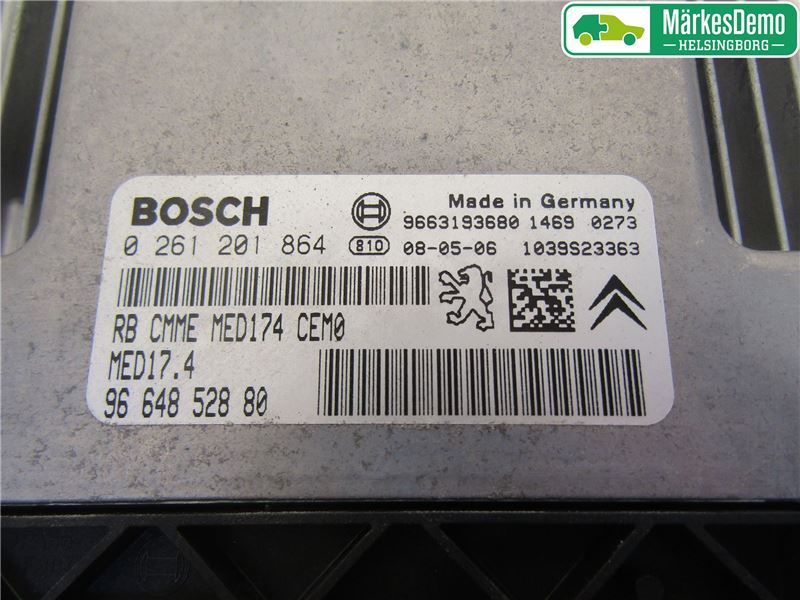 MärkesDemo
HELSINGBORG
BOSCH
Made in Germany
9663193680 1469 0273
0 261 201 864 810 08-05-06 1039S23363
RB CMME MED174 CEM0
MED17.4
96 648 528 80